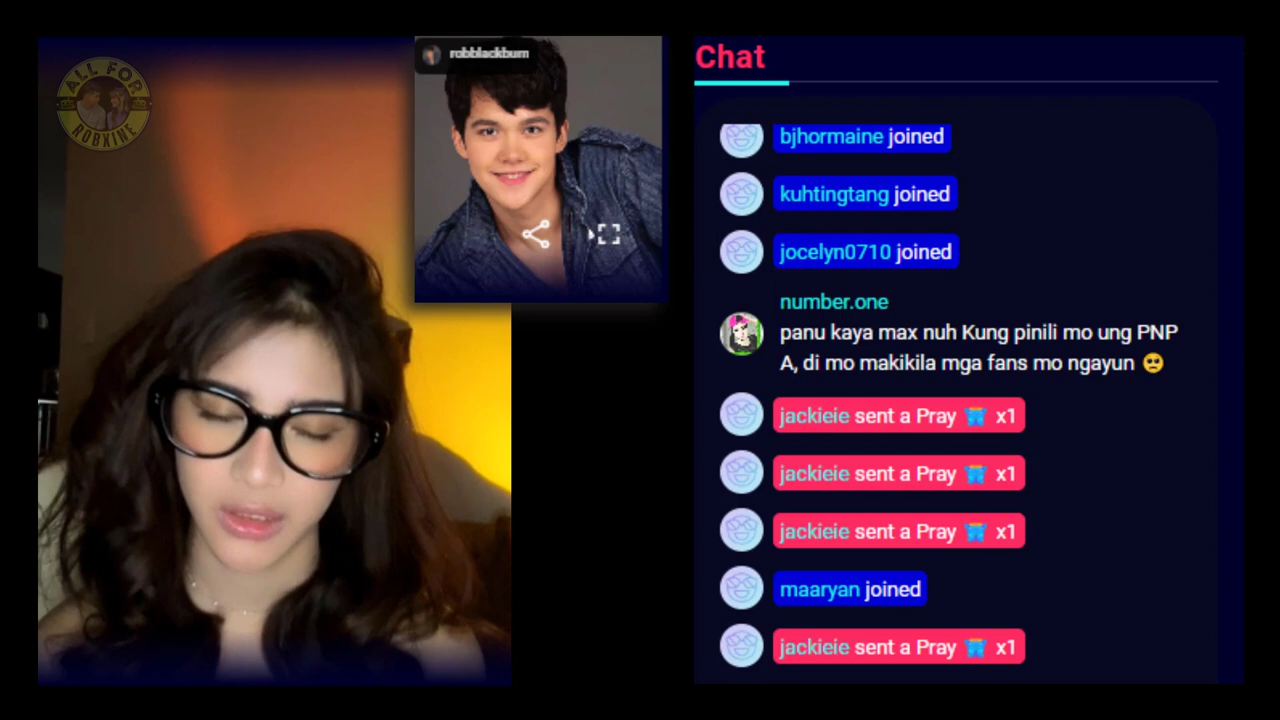 ALL FOR
ROBXINE
robblackburn
Chat
bjhormaine joined
kuhtingtang joined
jocelyn0710 joined
number.one
panu kaya max nuh Kung pinili mo ung PNP
A, di mo makikila mga fans mo ngayun 🥺
jackieie sent a Pray x1
jackieie sent a Pray x1
jackieie sent a Pray x1
maaryan joined
jackieie sent a Pray x1